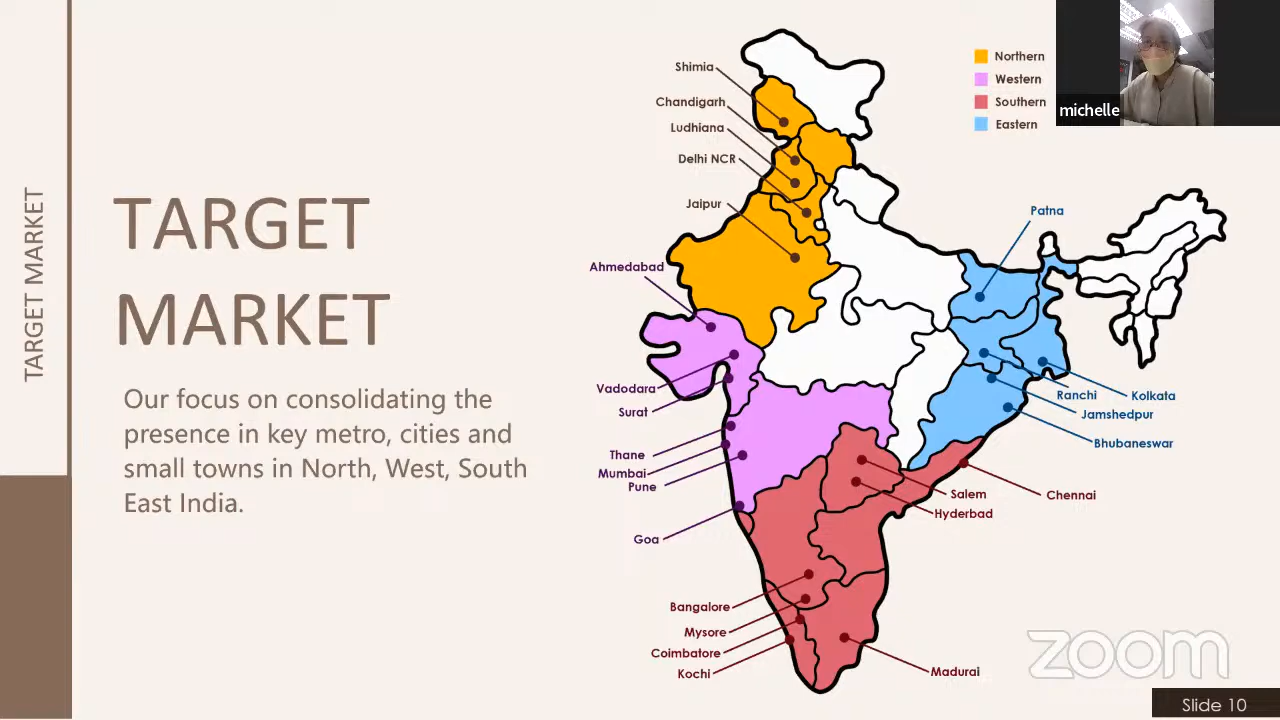 TARGET MARKET
TARGET
MARKET
Our focus on consolidating the
presence in key metro, cities and
small towns in North, West, South
East India.
Shimia
Chandigarh
Ludhiana
Delhi NCR
Jaipur
Ahmedabad
Vadodara
Surat
Thane
Mumbai
Pune
Goa
Bangalore
Mysore
Coimbatore
Kochi
Northern
Western
Southern
Eastern
michelle
Patna
Ranchi
Kolkata
Jamshedpur
Bhubaneswar
Salem
Chennai
Hyderbad
Madurai
zoom
Slide 10